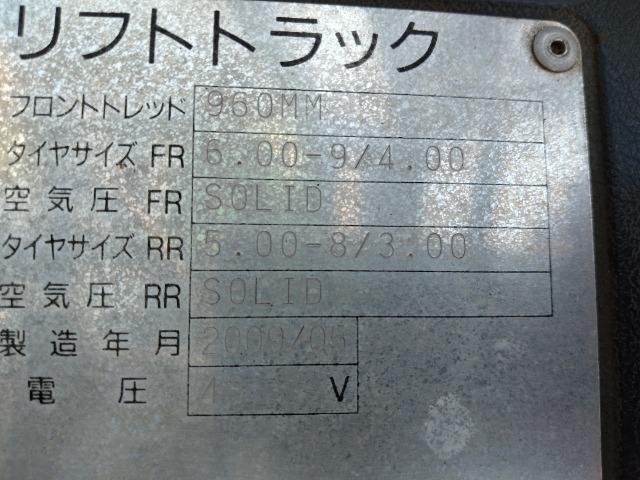 リフトトラック
フロントトレッド 960MM
タイヤサイズ FR 6.00-9/4.00
空気圧 FR SOLID
タイヤサイズ RR 5.00-8/3.00
空気圧 RR SOLID
製造年月 2009/05
電圧 V